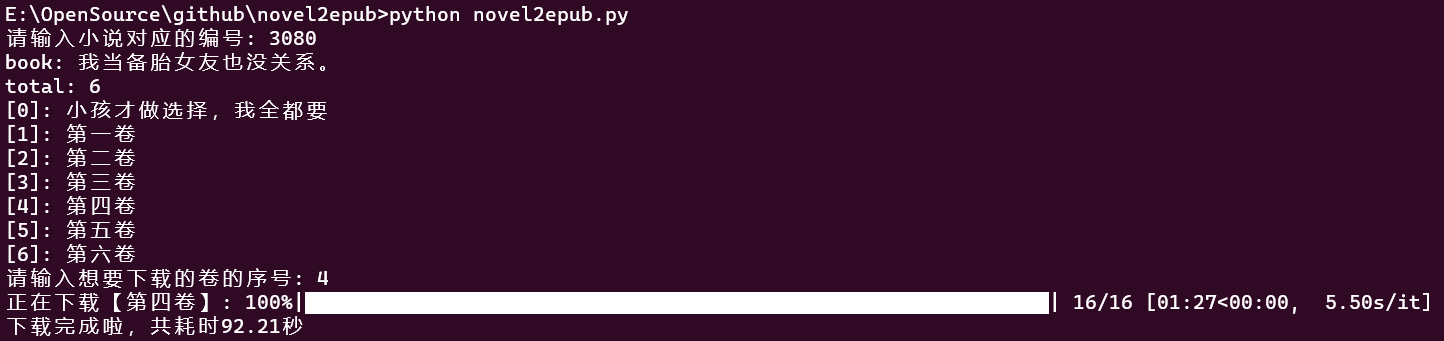 E:\OpenSource\github\novel2epub>python novel2epub.py
请输入小说对应的编号: 3080
book: 我当备胎女友也没关系。
total: 6
[0]: 小孩才做选择，我全都要
[1]: 第一卷
[2]: 第二卷
[3]: 第三卷
[4]: 第四卷
[5]: 第五卷
[6]: 第六卷
请输入想要下载的卷的序号: 4
正在下载【第四卷】: 100%| | 16/16 [01:27<00:00,  5.50s/it]
下载完成啦，共耗时92.21秒